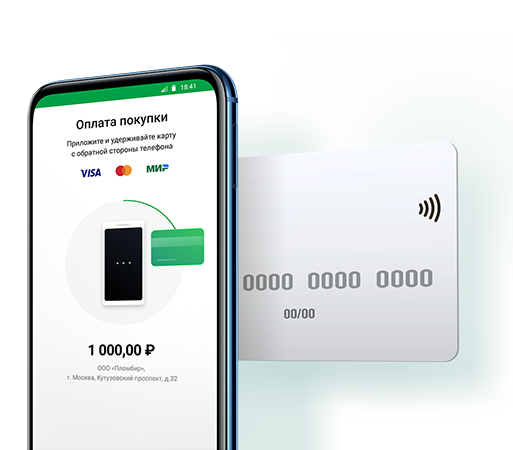 18:41
Оплата покупки
Приложите и удерживайте карту
с обратной стороны телефона
VISA МИР
1 000,00 ₽
ООО «Пломбир»,
г. Москва, Кутузовский проспект, д.32
0000 0000 0000
00/00